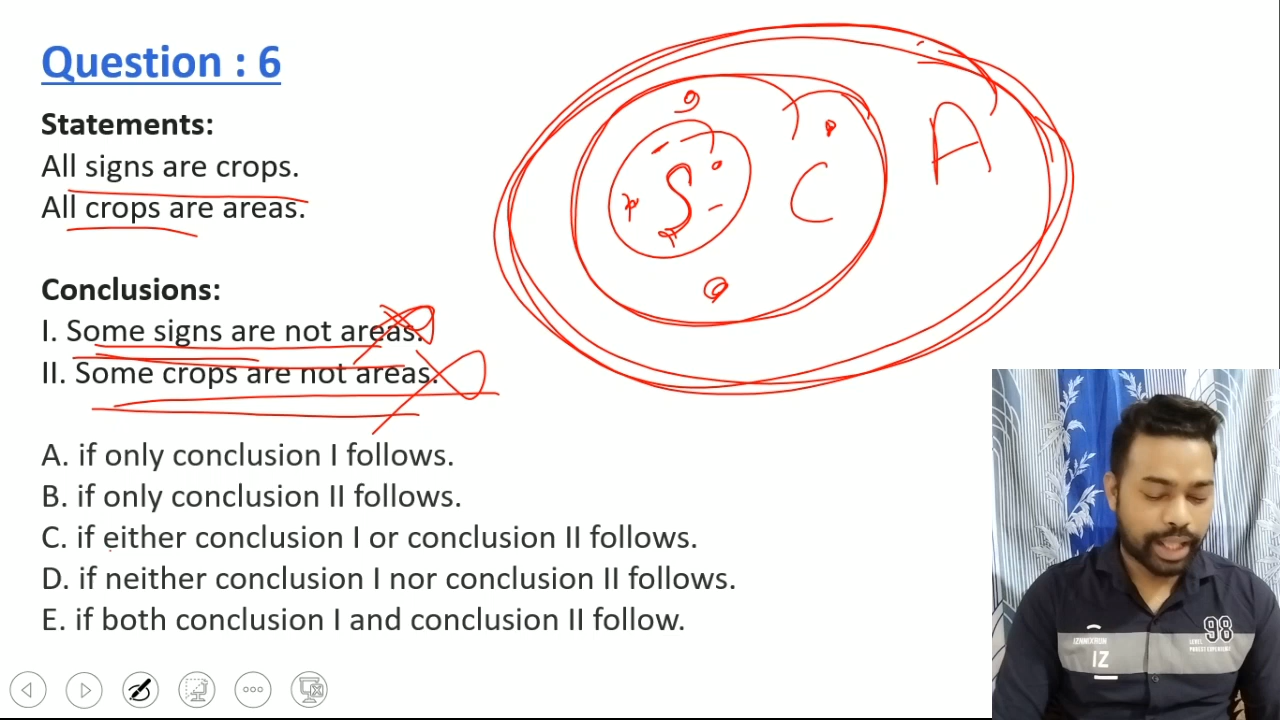 Question : 6
Statements:
All signs are crops.
All crops are areas.
Conclusions:
I. Some signs are not areas.
II. Some crops are not areas.
A. if only conclusion I follows.
B. if only conclusion II follows.
C. if either conclusion I or conclusion II follows.
D. if neither conclusion I nor conclusion II follows.
E. if both conclusion I and conclusion II follow.
S
C
A
98
IZ